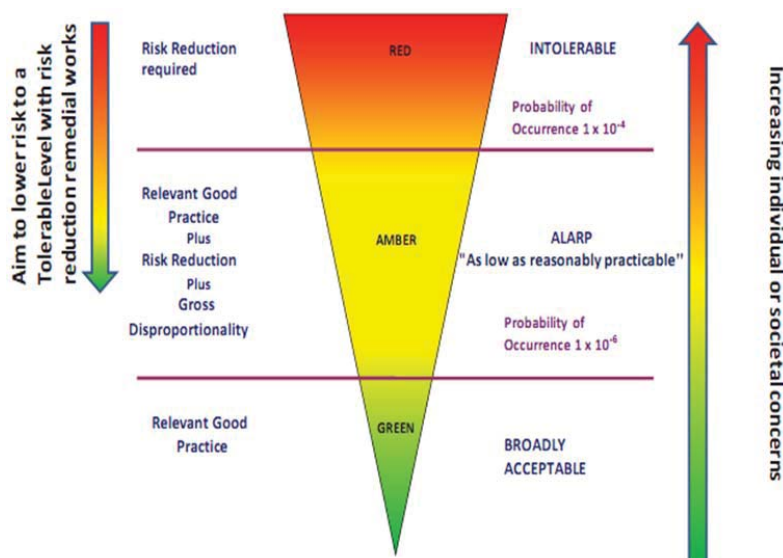 Aim to lower risk to a
Tolerable Level with risk
reduction remedial works
Risk Reduction
required
RED
INTOLERABLE
Probability of
Occurrence 1 x 10⁻⁴
Relevant Good
Practice
Plus
Risk Reduction
Plus
Gross
Disproportionality
AMBER
ALARP
"As low as reasonably practicable"
Probability of
Occurrence 1 x 10⁻⁶
Relevant Good
Practice
GREEN
BROADLY
ACCEPTABLE
Increasing individual or societal concerns